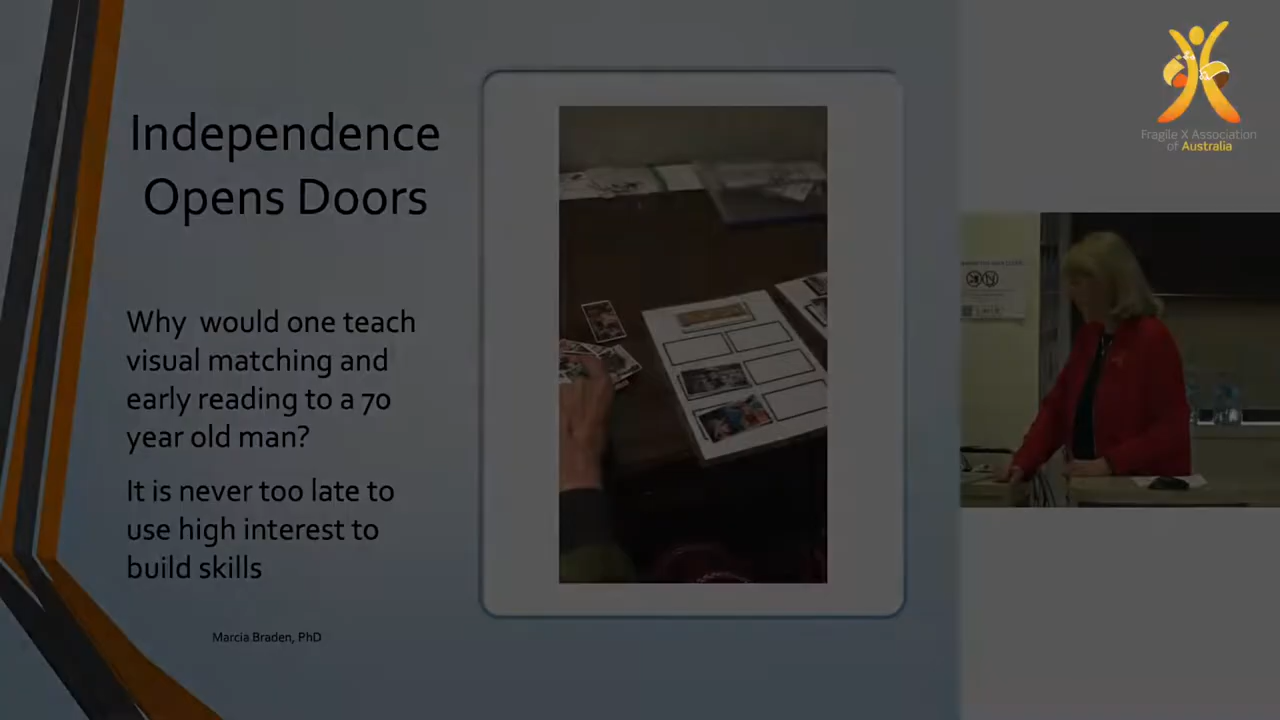 Independence
Opens Doors
Why would one teach
visual matching and
early reading to a 70
year old man?
It is never too late to
use high interest to
build skills
Marcia Braden, PhD
Fragile X Association
of Australia